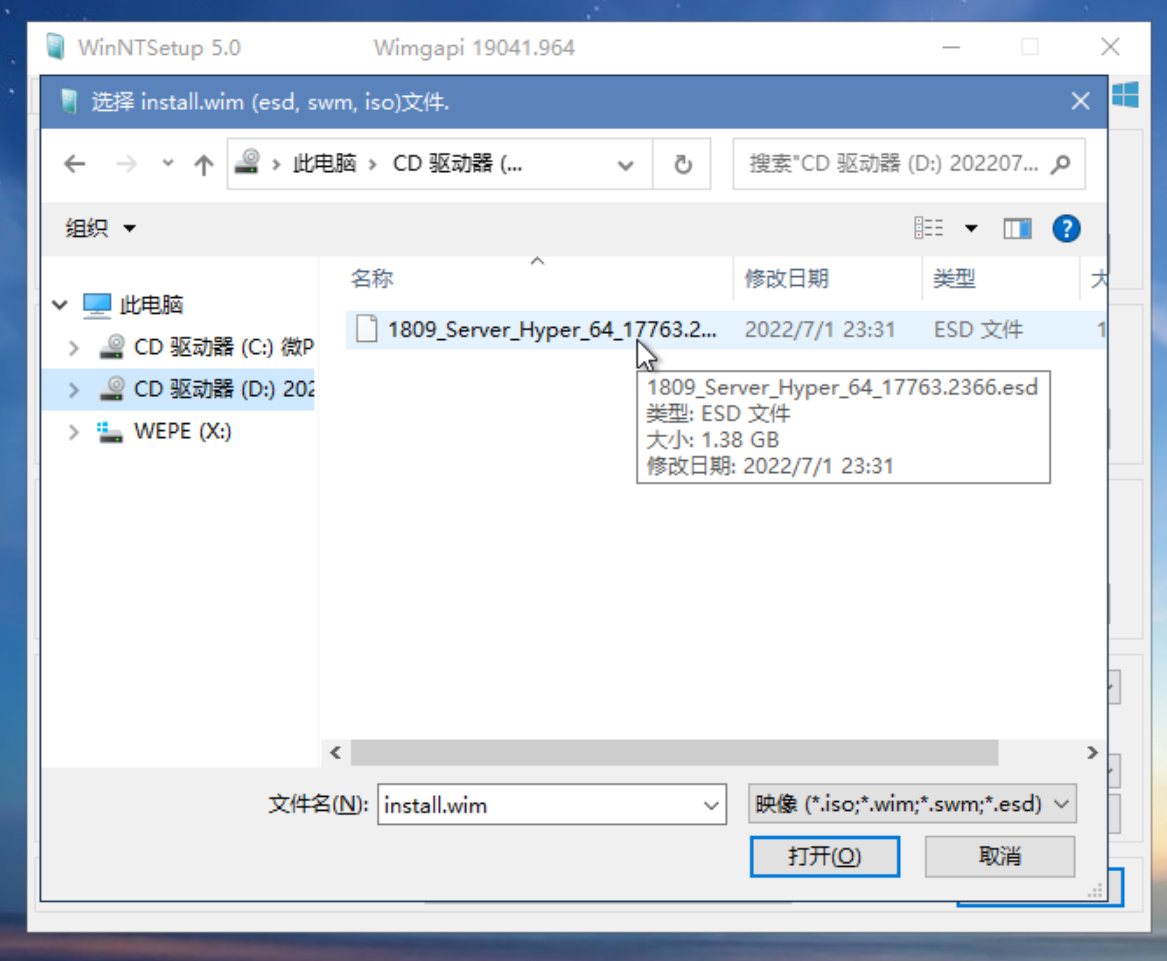 WinNTSetup 5.0 Wimgapi 19041.964
选择 install.wim (esd, swm, iso)文件.
此电脑 CD 驱动器 (... 搜索"CD 驱动器 (D:) 202207...
组织
名称 修改日期 类型 大
此电脑
1809_Server_Hyper_64_17763.2... 2022/7/1 23:31 ESD 文件 1
CD 驱动器 (C:) 微P
CD 驱动器 (D:) 202
WEPE (X:)
1809_Server_Hyper_64_17763.2366.esd
类型: ESD 文件
大小: 1.38 GB
修改日期: 2022/7/1 23:31
文件名(N): install.wim 映像 (*.iso;*.wim;*.swm;*.esd)
打开(O) 取消